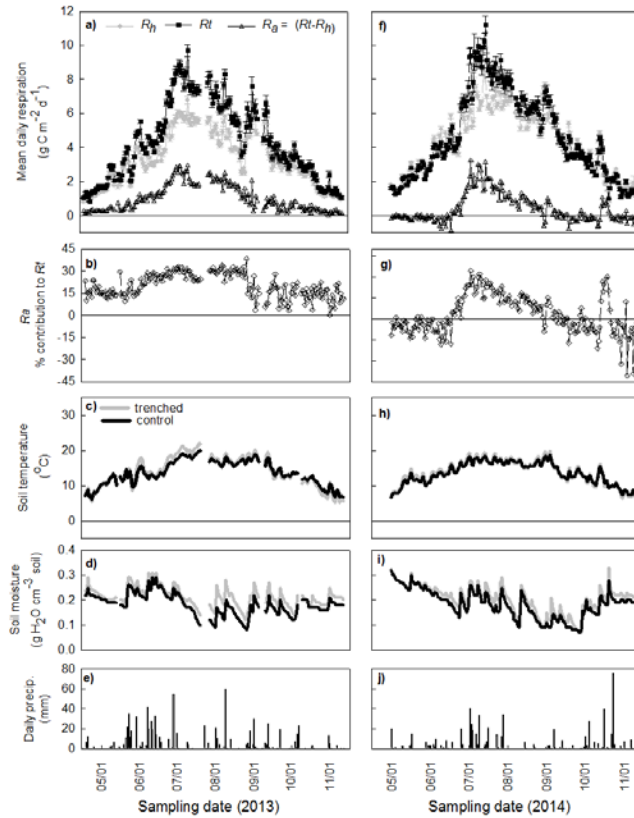 a) Rh Rt Ra = (Rt-Rh)
f)
Mean daily respiration
(g C m−2 d−1)
12
10
8
6
4
2
0
b)
g)
Ra
% contribution to Rt
45
30
15
0
-15
-30
-45
c)
trenched
control
h)
Soil temperature
(°C)
30
20
10
0
d)
i)
Soil moisture
(g H2O cm−3 soil)
0.4
0.3
0.2
0.1
0.0
e)
j)
Daily precip.
(mm)
80
60
40
20
0
05/01 06/01 07/01 08/01 09/01 10/01 11/01
05/01 06/01 07/01 08/01 09/01 10/01 11/01
Sampling date (2013)
Sampling date (2014)